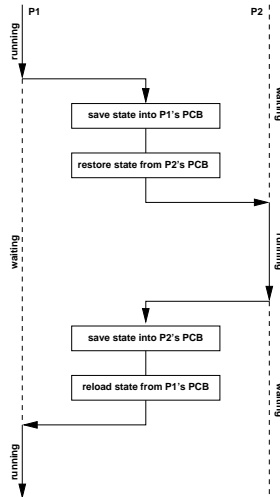 P1
P2
running
waiting
save state into P1's PCB
restore state from P2's PCB
waiting
running
save state into P2's PCB
reload state from P1's PCB
waiting
running